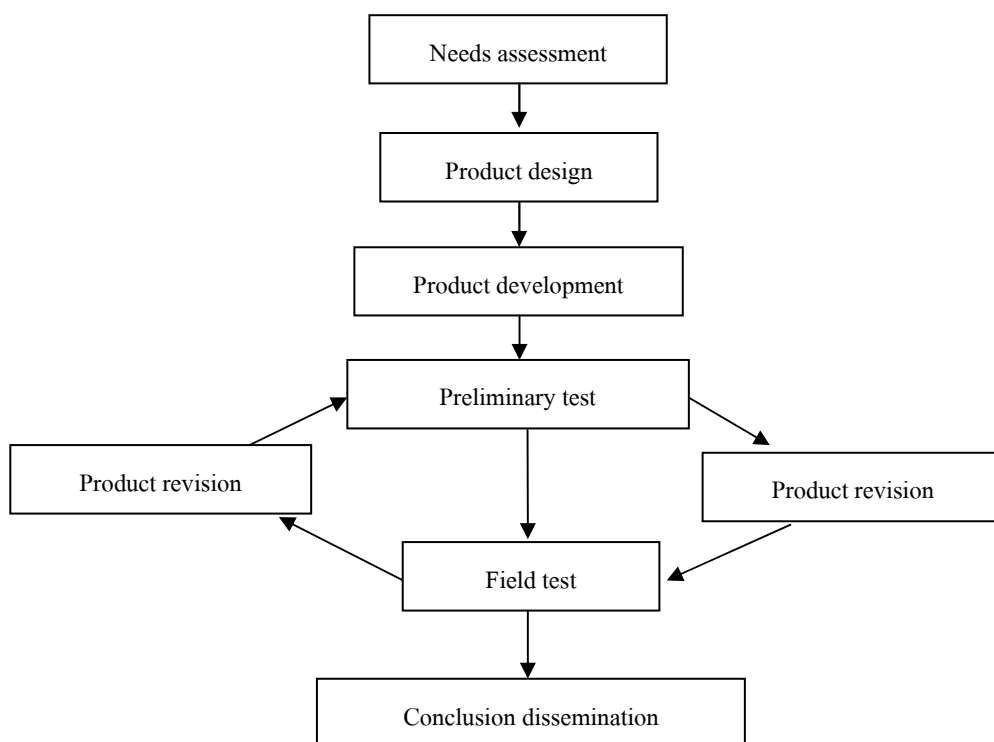 Needs assessment
Product design
Product development
Preliminary test
Product revision
Product revision
Field test
Conclusion dissemination